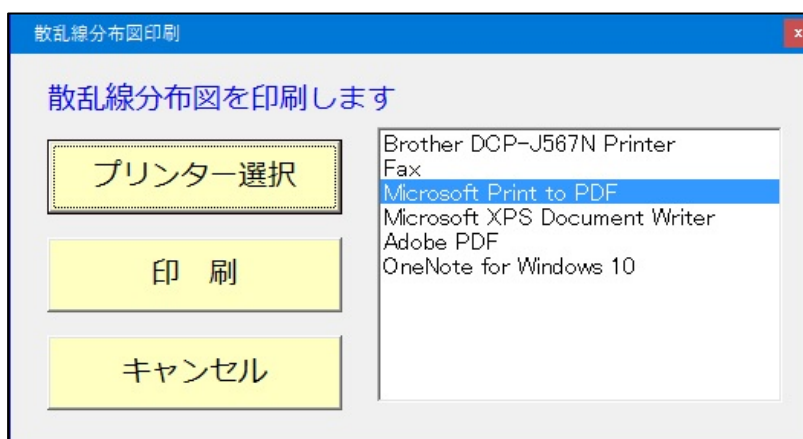 散乱線分布図印刷
x
散乱線分布図を印刷します
プリンター選択
印　刷
キャンセル
Brother DCP-J567N Printer
Fax
Microsoft Print to PDF
Microsoft XPS Document Writer
Adobe PDF
OneNote for Windows 10